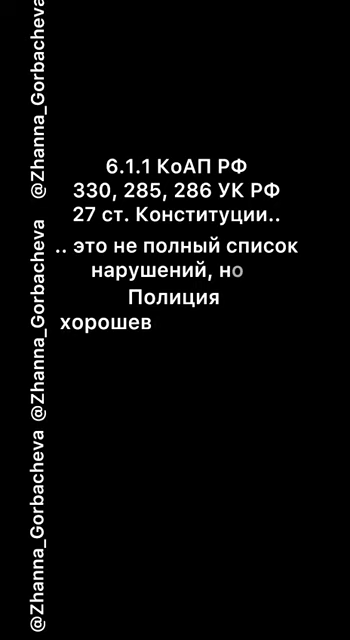 6.1.1 КоАП РФ
330, 285, 286 УК РФ
27 ст. Конституции..
.. это не полный список
нарушений, но
Полиция
хорошев
@Zhanna_Gorbacheva
@Zhanna_Gorbacheva
@Zhanna_Gorbacheva